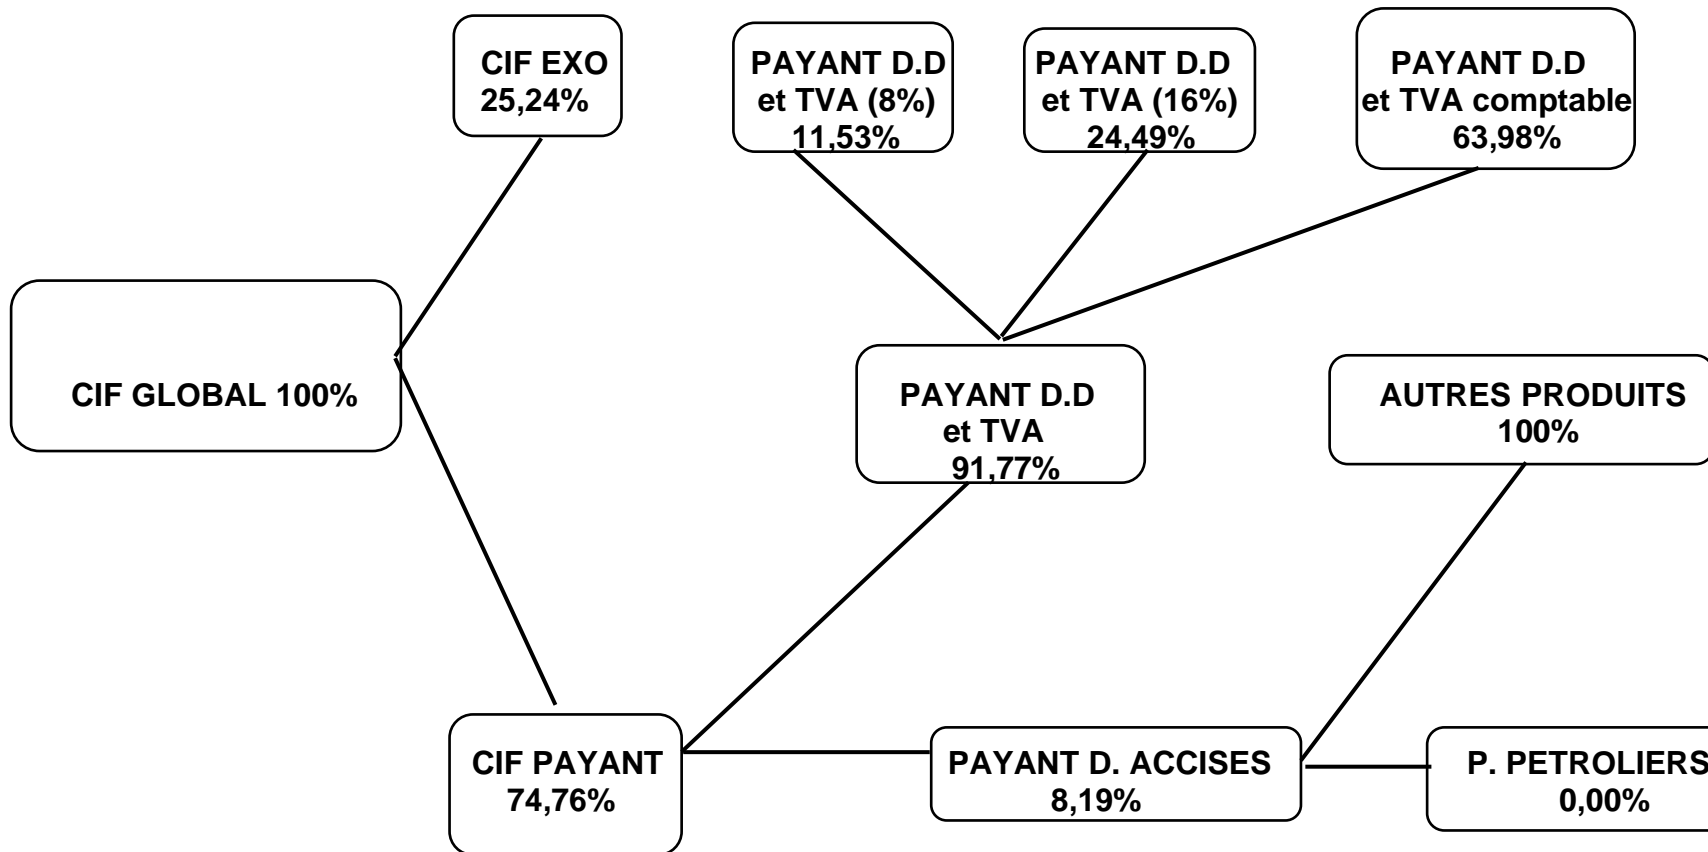 CIF EXO
25,24%
PAYANT D.D
et TVA (8%)
11,53%
PAYANT D.D
et TVA (16%)
24,49%
PAYANT D.D
et TVA comptable
63,98%
CIF GLOBAL 100%
PAYANT D.D
et TVA
91,77%
AUTRES PRODUITS
100%
CIF PAYANT
74,76%
PAYANT D. ACCISES
8,19%
P. PETROLIERS
0,00%